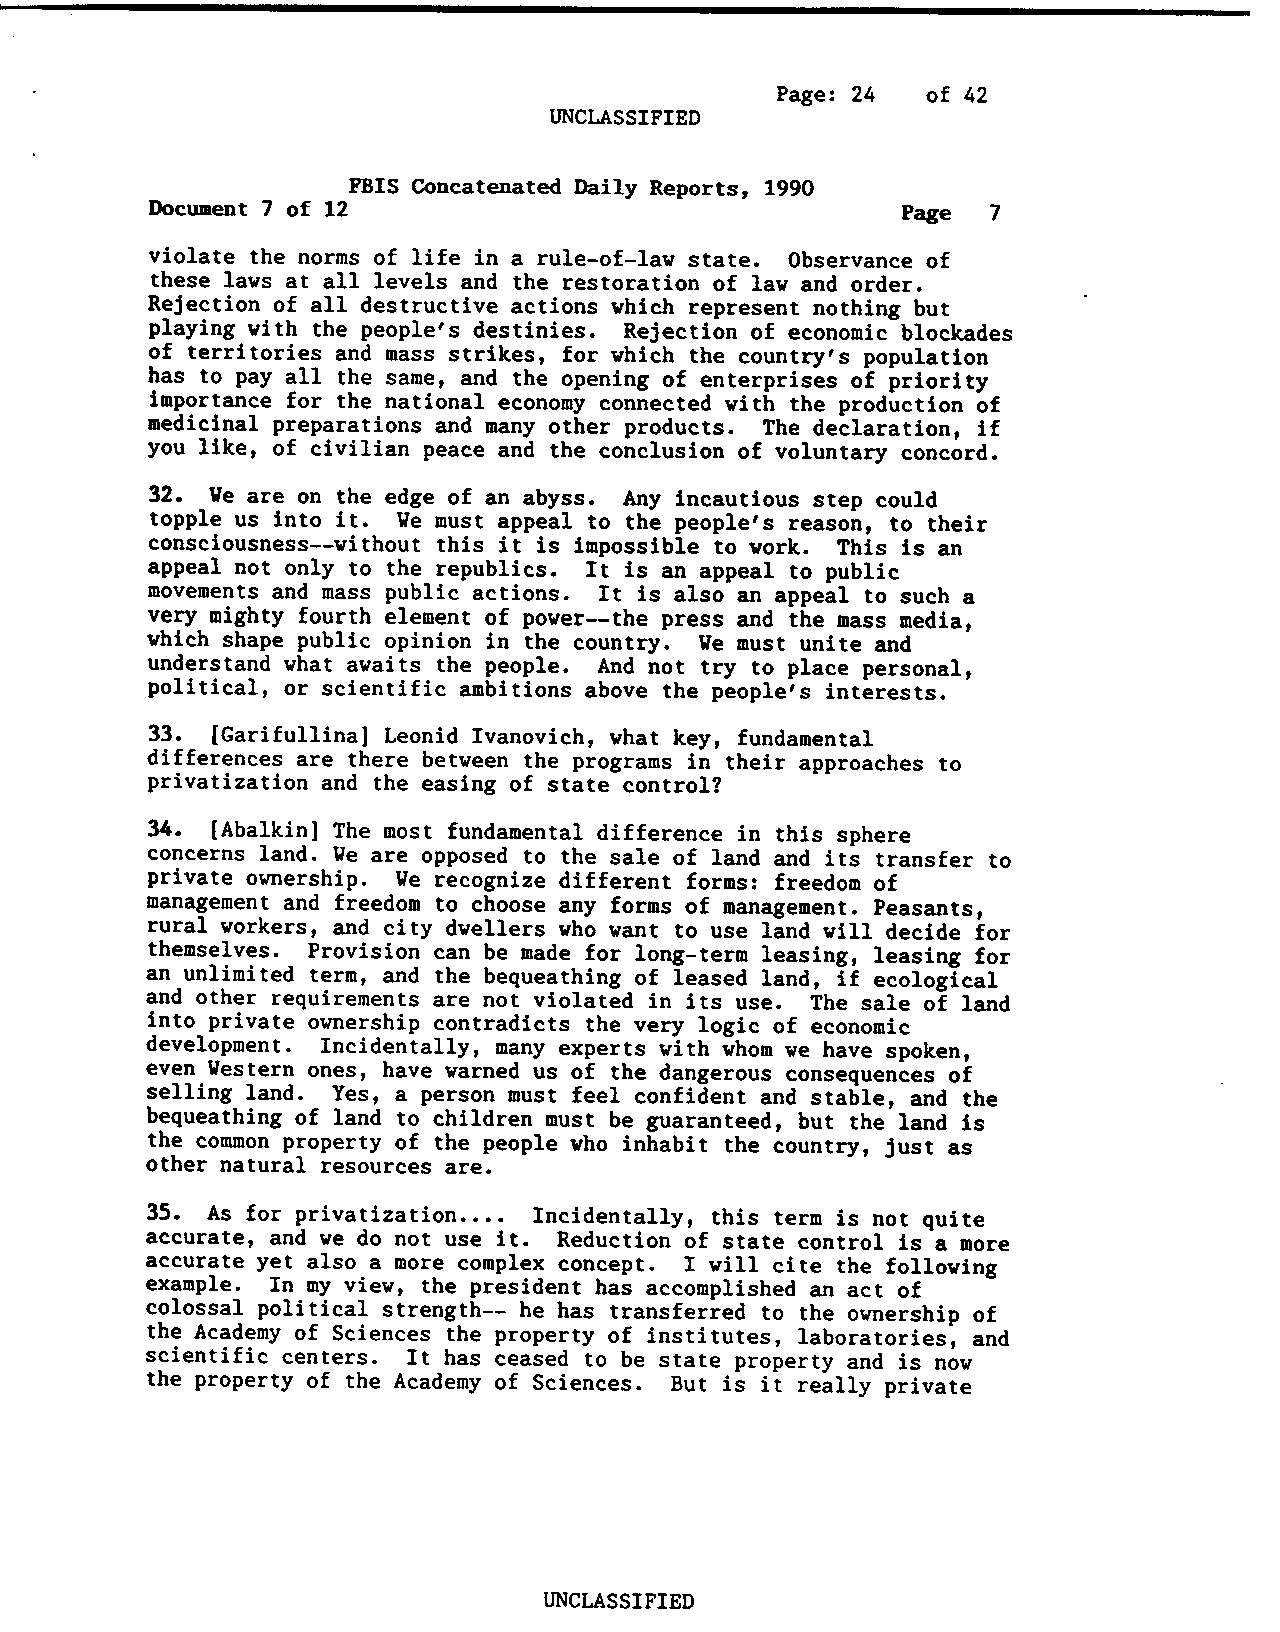 Page: 24 of 42
UNCLASSIFIED
FBIS Concatenated Daily Reports, 1990
Document 7 of 12 Page 7
violate the norms of life in a rule-of-law state. Observance of
these laws at all levels and the restoration of law and order.
Rejection of all destructive actions which represent nothing but
playing with the people's destinies. Rejection of economic blockades
of territories and mass strikes, for which the country's population
has to pay all the same, and the opening of enterprises of priority
importance for the national economy connected with the production of
medicinal preparations and many other products. The declaration, if
you like, of civilian peace and the conclusion of voluntary concord.
32. We are on the edge of an abyss. Any incautious step could
topple us into it. We must appeal to the people's reason, to their
consciousness--without this it is impossible to work. This is an
appeal not only to the republics. It is an appeal to public
movements and mass public actions. It is also an appeal to such a
very mighty fourth element of power--the press and the mass media,
which shape public opinion in the country. We must unite and
understand what awaits the people. And not try to place personal,
political, or scientific ambitions above the people's interests.
33. [Garifullina] Leonid Ivanovich, what key, fundamental
differences are there between the programs in their approaches to
privatization and the easing of state control?
34. [Abalkin] The most fundamental difference in this sphere
concerns land. We are opposed to the sale of land and its transfer to
private ownership. We recognize different forms: freedom of
management and freedom to choose any forms of management. Peasants,
rural workers, and city dwellers who want to use land will decide for
themselves. Provision can be made for long-term leasing, leasing for
an unlimited term, and the bequeathing of leased land, if ecological
and other requirements are not violated in its use. The sale of land
into private ownership contradicts the very logic of economic
development. Incidentally, many experts with whom we have spoken,
even Western ones, have warned us of the dangerous consequences of
selling land. Yes, a person must feel confident and stable, and the
bequeathing of land to children must be guaranteed, but the land is
the common property of the people who inhabit the country, just as
other natural resources are.
35. As for privatization.... Incidentally, this term is not quite
accurate, and we do not use it. Reduction of state control is a more
accurate yet also a more complex concept. I will cite the following
example. In my view, the president has accomplished an act of
colossal political strength-- he has transferred to the ownership of
the Academy of Sciences the property of institutes, laboratories, and
scientific centers. It has ceased to be state property and is now
the property of the Academy of Sciences. But is it really private
UNCLASSIFIED